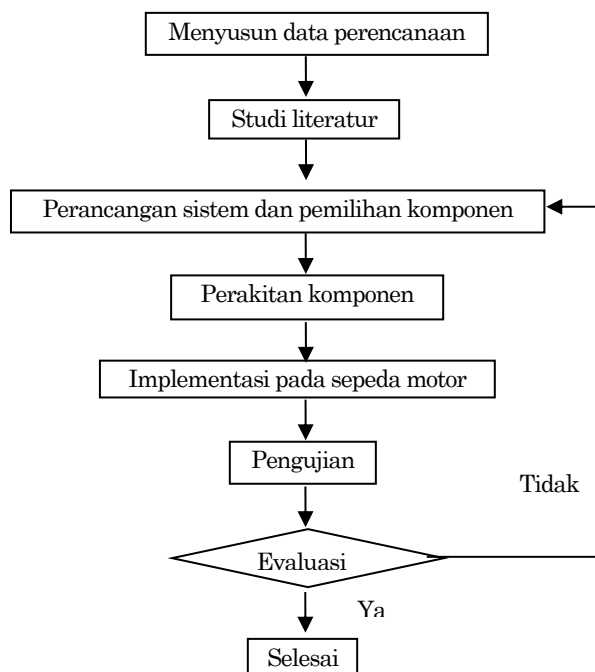 Menyusun data perencanaan
Studi literatur
Perancangan sistem dan pemilihan komponen
Perakitan komponen
Implementasi pada sepeda motor
Pengujian
Tidak
Evaluasi
Ya
Selesai